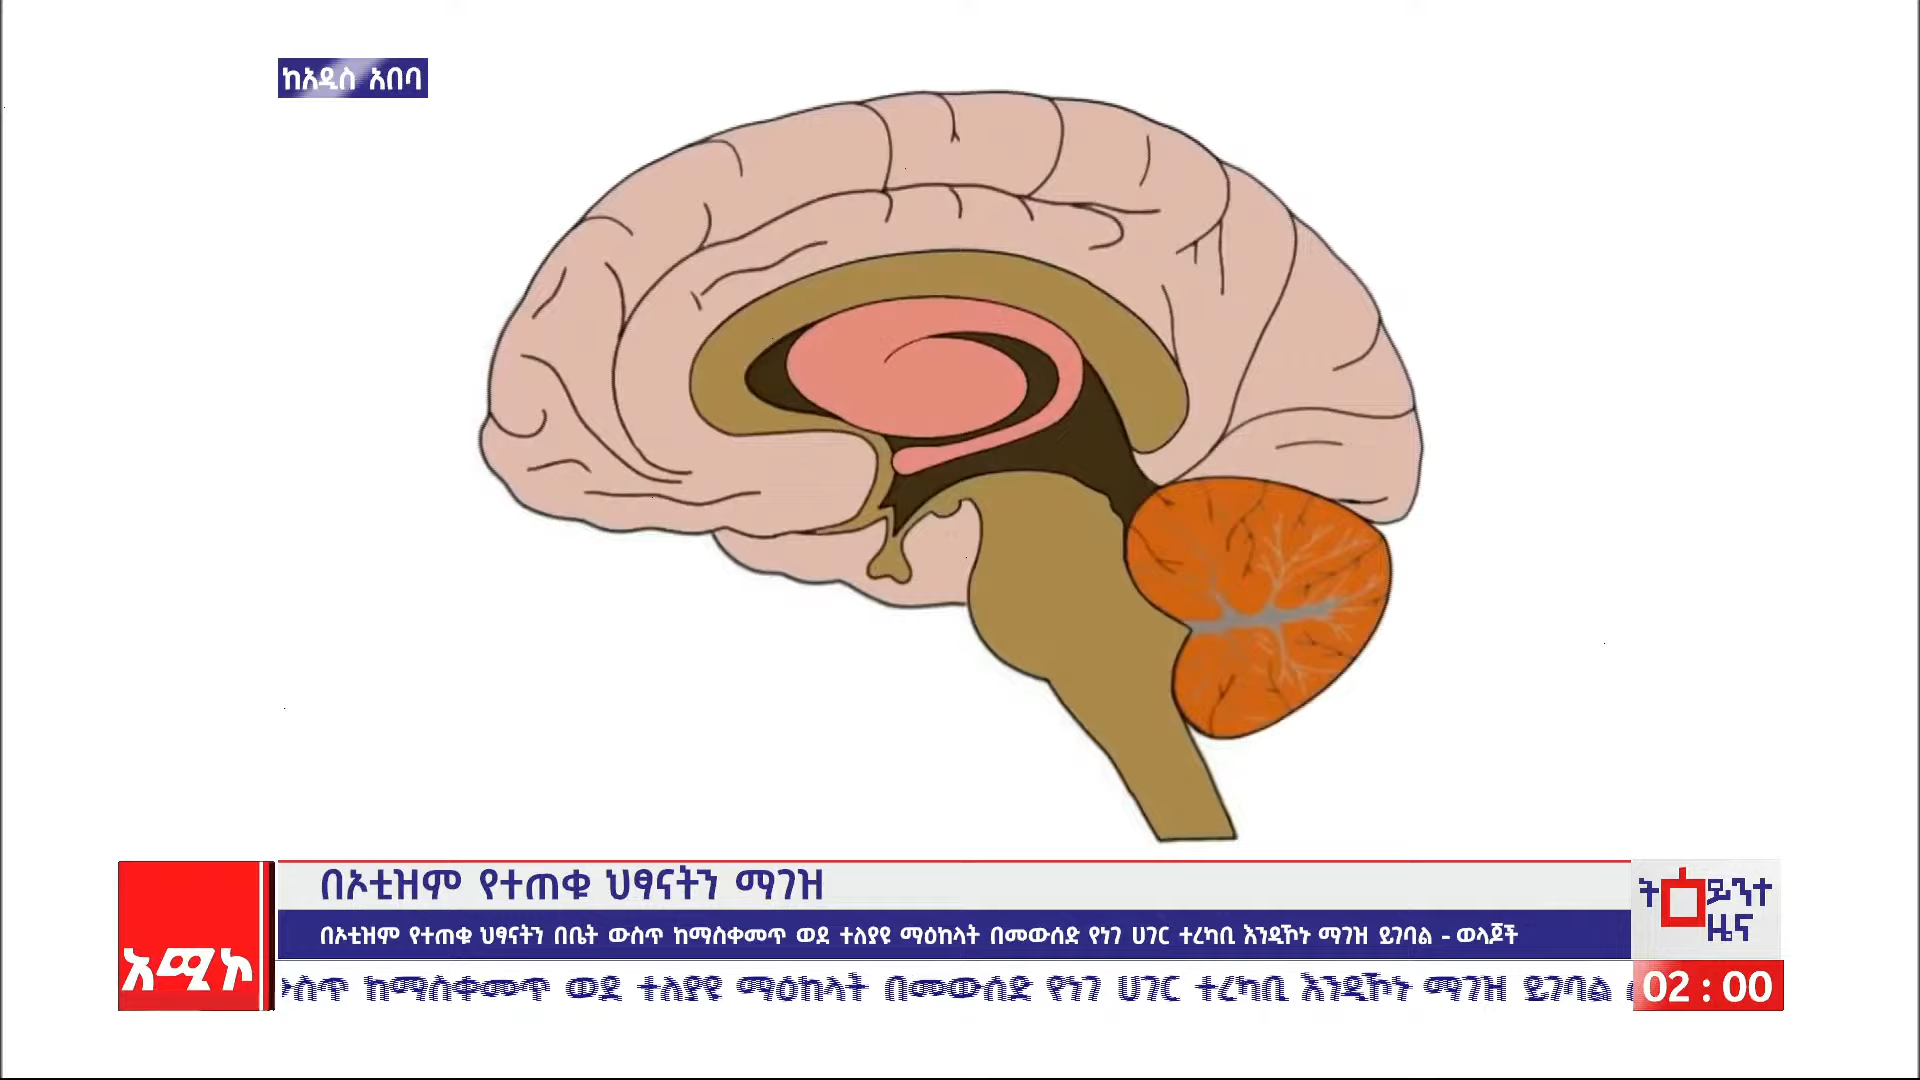 ከአዲስ አበባ
በኦቲዝም የተጠቁ ህፃናትን ማገዝ
በኦቲዝም የተጠቁ ህፃናትን በቤት ውስጥ ከማስቀመጥ ወደ ተለያዩ ማዕከላት በመውሰድ የነገ ሀገር ተረካቢ እንዲኾኑ ማገዝ ይገባል - ወላጆች
አሚኮ
ከማስቀመጥ ወደ ተለያዩ ማዕከላት በመውሰድ የነገ ሀገር ተረካቢ እንዲኾኑ ማገዝ ይገባል
ዜና
02 : 00